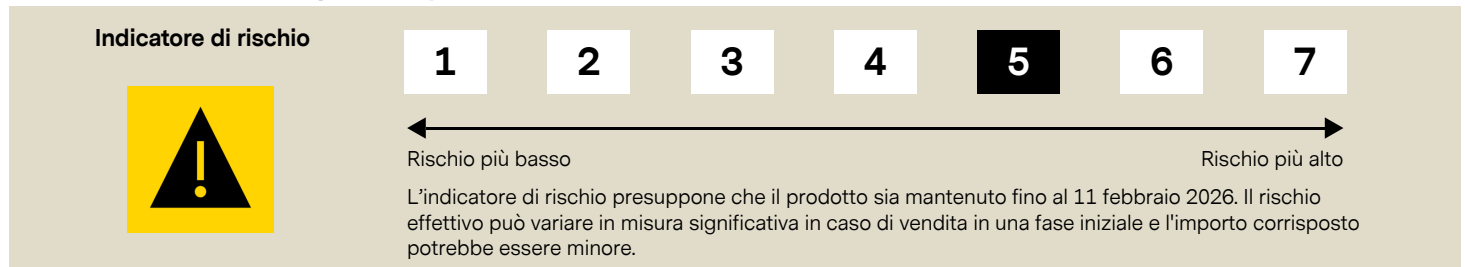 Indicatore di rischio
1 2 3 4 5 6 7
Rischio più basso Rischio più alto
L'indicatore di rischio presuppone che il prodotto sia mantenuto fino al 11 febbraio 2026. Il rischio
effettivo può variare in misura significativa in caso di vendita in una fase iniziale e l'importo corrisposto
potrebbe essere minore.